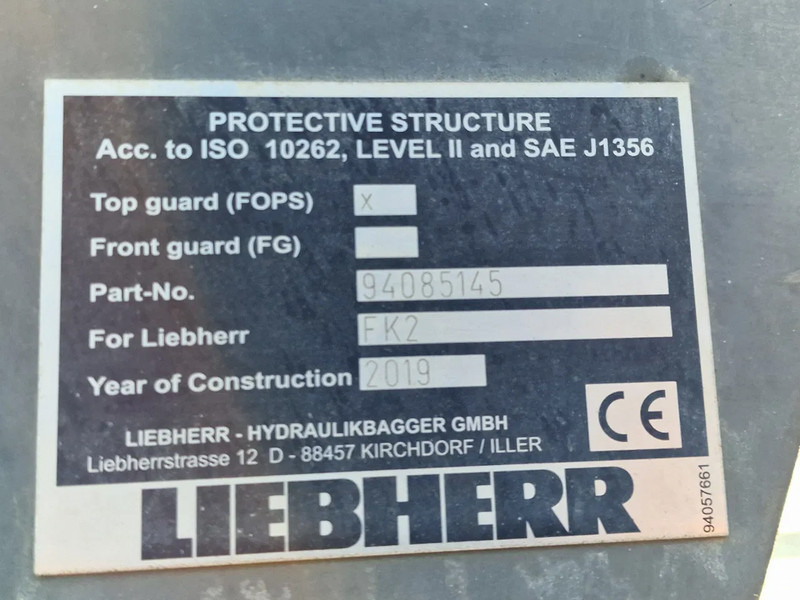 PROTECTIVE STRUCTURE
Acc. to ISO 10262, LEVEL II and SAE J1356
Top guard (FOPS) x
Front guard (FG)
Part-No. 94085145
For Liebherr FK2
Year of Construction 2019
CE
LIEBHERR - HYDRAULIKBAGGER GMBH
Liebherrstrasse 12 D - 88457 KIRCHDORF / ILLER
LIEBHERR
94057661